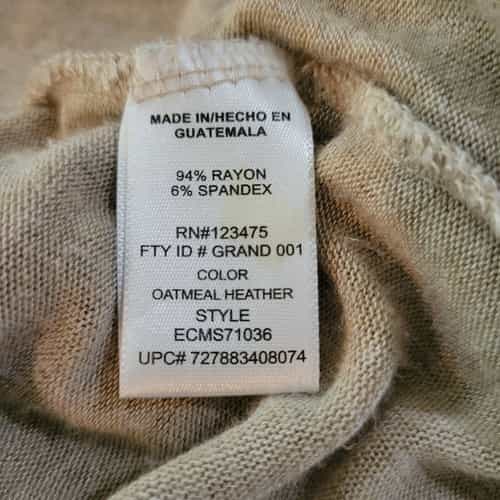 MADE IN/HECHO EN
GUATEMALA
94% RAYON
6% SPANDEX
RN#123475
FTY ID # GRAND 001
COLOR
OATMEAL HEATHER
STYLE
ECMS71036
UPC# 727883408074